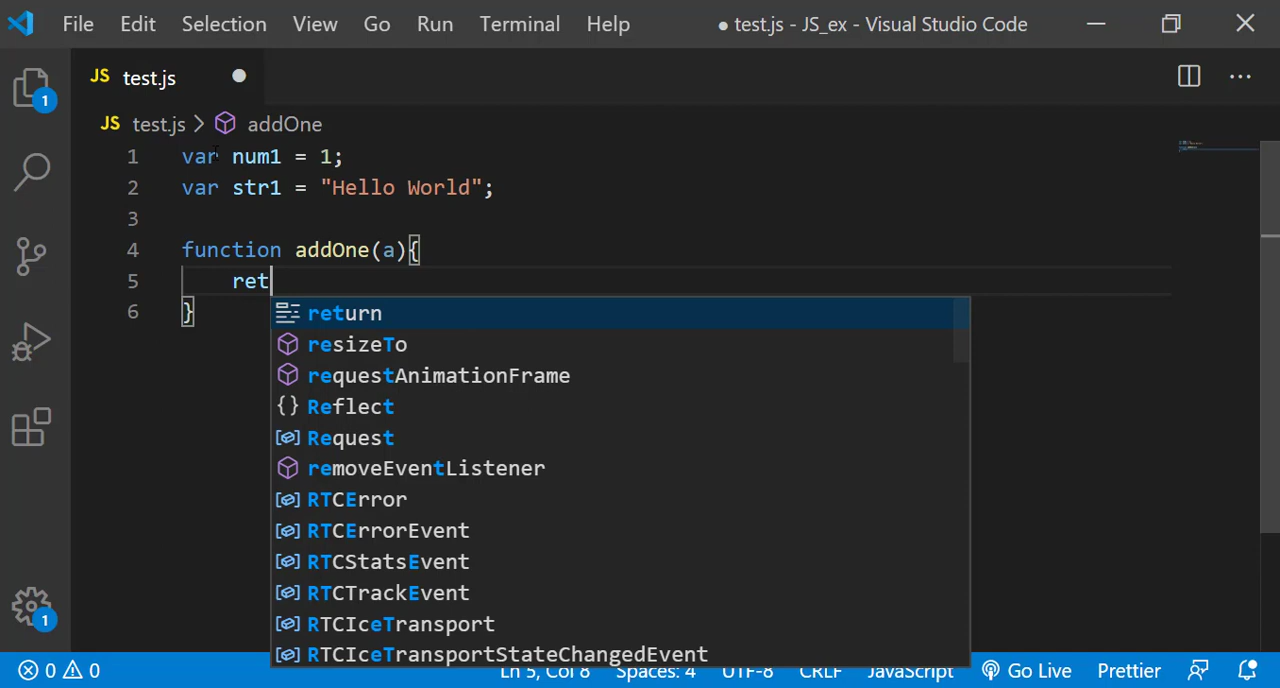 File Edit Selection View Go Run Terminal Help ● test.js - JS_ex - Visual Studio Code
JS test.js
JS test.js > addOne
1 var num1 = 1;
2 var str1 = "Hello World";
3
4 function addOne(a){
5 ret
6 }
return
resizeTo
requestAnimationFrame
Reflect
Request
removeEventListener
RTCError
RTCErrorEvent
RTCStatsEvent
RTCTrackEvent
RTCIceTransport
RTCIceTransportStateChangedEvent
1
1
0 0 Ln 5, Col 8 Spaces: 4 UTF-8 CRLF JavaScript Go Live Prettier